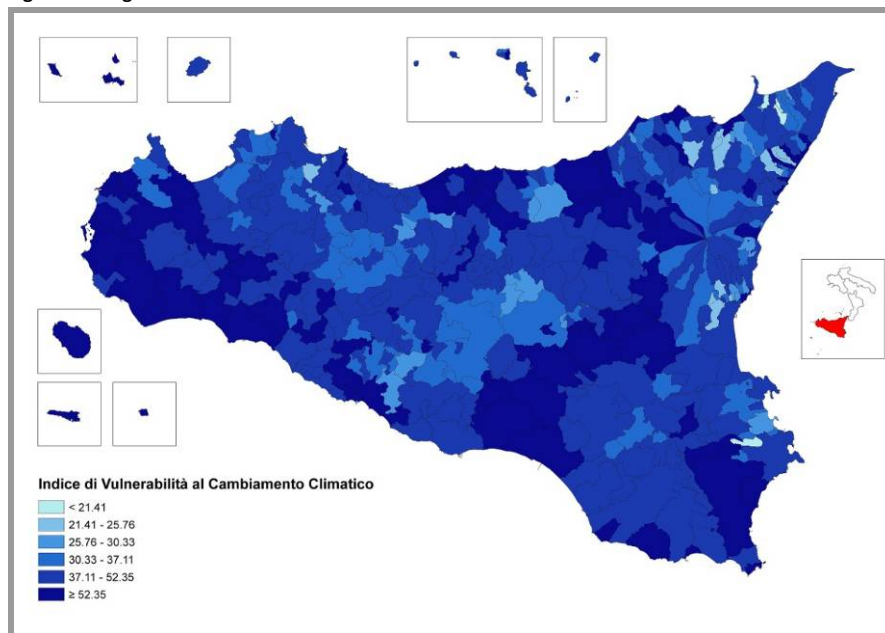 Indice di Vulnerabilità al Cambiamento Climatico
< 21.41
21.41 - 25.76
25.76 - 30.33
30.33 - 37.11
37.11 - 52.35
≥ 52.35